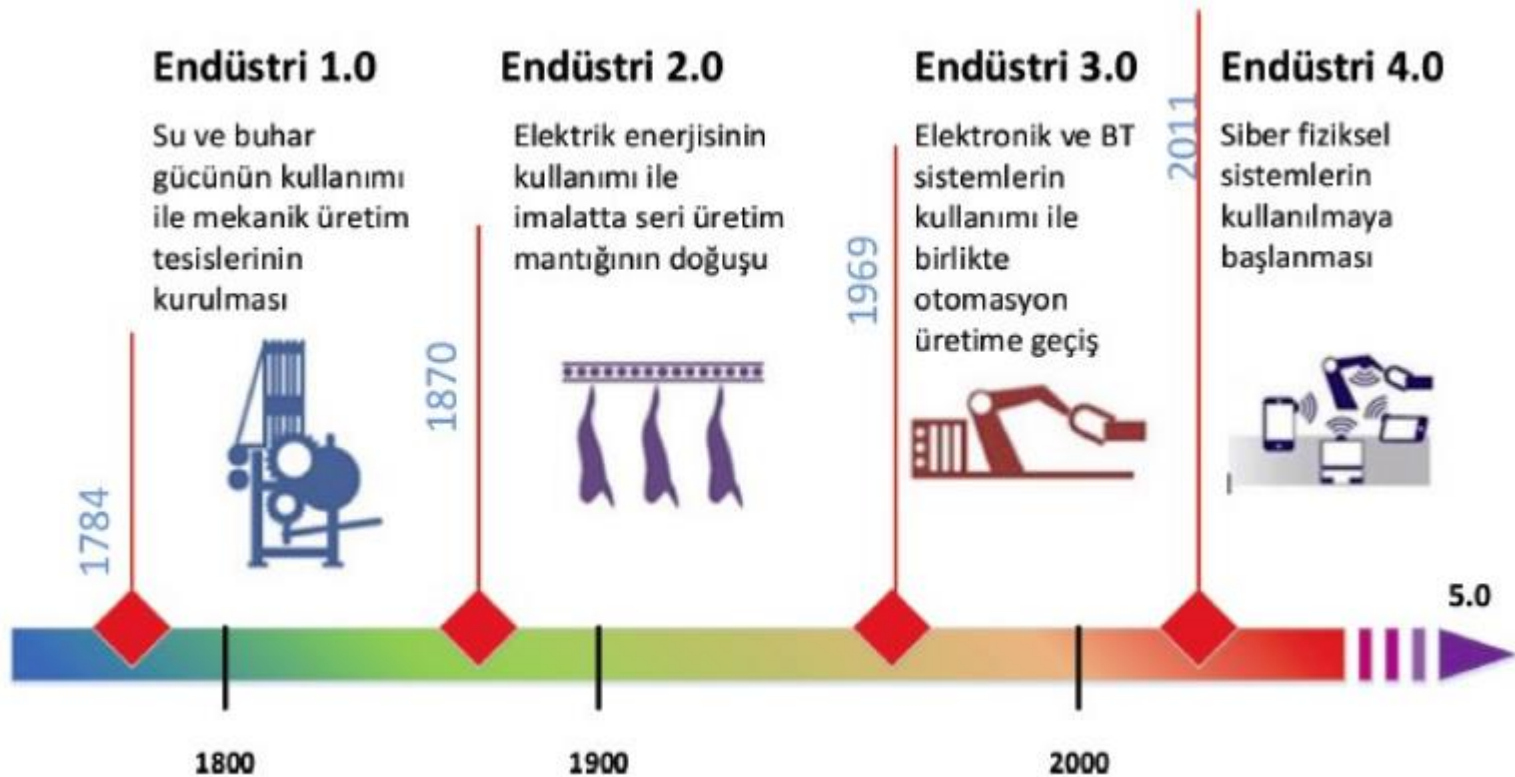 Endüstri 1.0
Su ve buhar
gücünün kullanımı
ile mekanik üretim
tesislerinin
kurulması
1784
Endüstri 2.0
Elektrik enerjisinin
kullanımı ile
imalatta seri üretim
mantığının doğuşu
1870
Endüstri 3.0
Elektronik ve BT
sistemlerin
kullanımı ile
birlikte
otomasyon
üretime geçiş
1969
Endüstri 4.0
Siber fiziksel
sistemlerin
kullanılmaya
başlanması
2011
5.0
1800
1900
2000